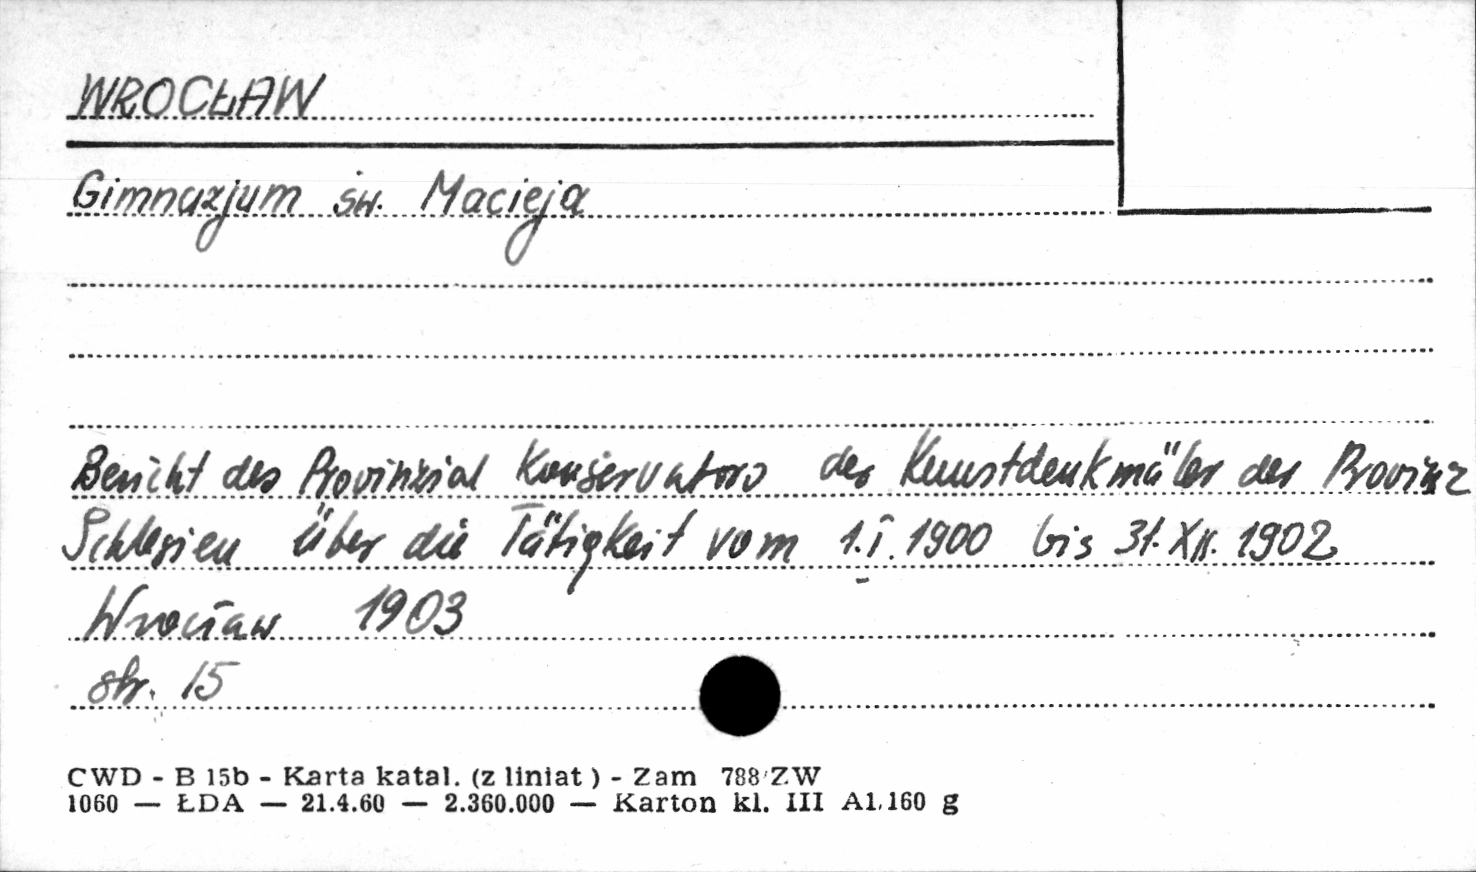 WROCŁAW
Gimnazjum św. Macieja
Bericht des Provinzial Konservators der Kunstdenkmäler der Provinz
Schlesien über die Tätigkeit vom 1.I.1900 bis 31.XII.1902
Wrocław 1903
str. 15
CWD - B 15b - Karta katal. (z liniat) - Zam 788/ZW
1060 — ŁDA — 21.4.60 — 2.360.000 — Karton kl. III A1.160 g